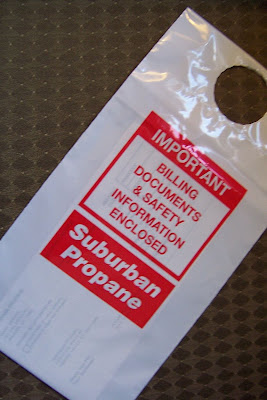 IMPORTANT
BILLING
DOCUMENTS
& SAFETY
INFORMATION
ENCLOSED
Suburban
Propane